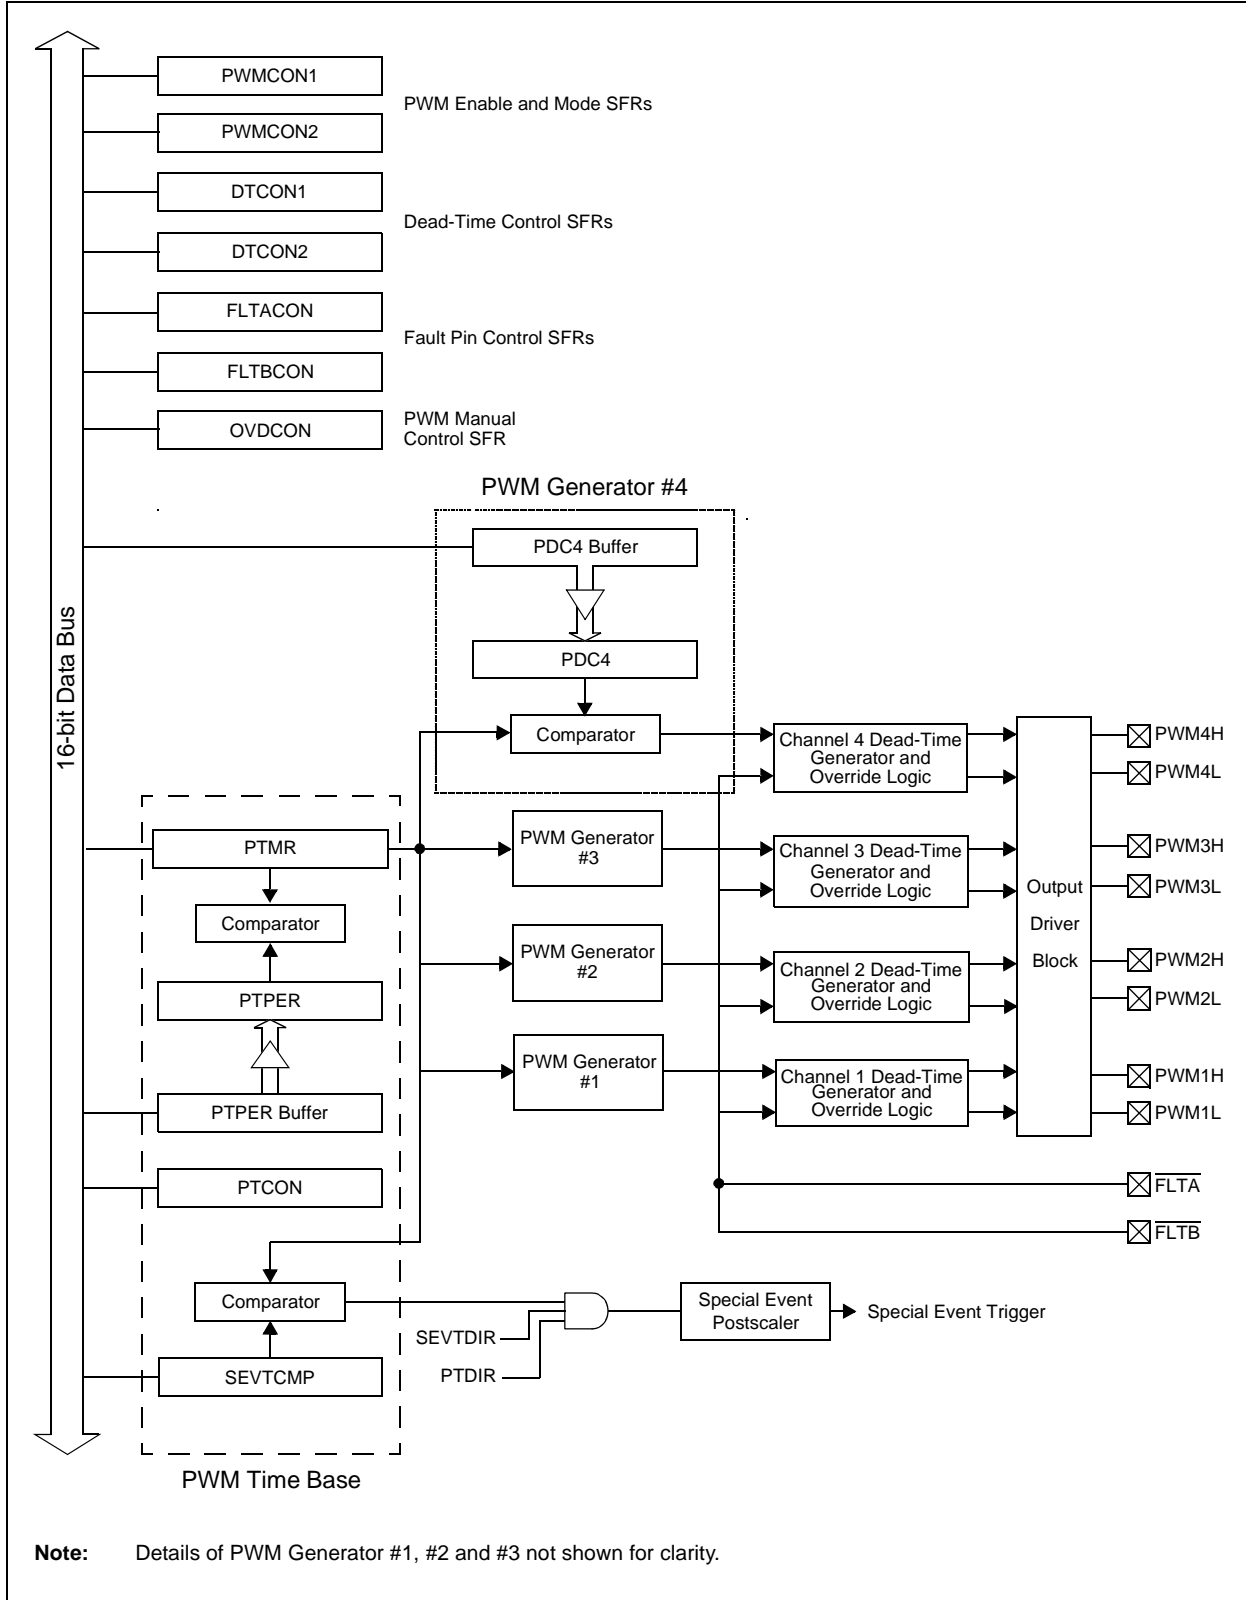 PWMCON1
PWM Enable and Mode SFRs
PWMCON2
DTCON1
Dead-Time Control SFRs
DTCON2
FLTACON
Fault Pin Control SFRs
FLTBCON
OVDCON
PWM Manual
Control SFR
PWM Generator #4
PDC4 Buffer
PDC4
Comparator
16-bit Data Bus
Channel 4 Dead-Time
Generator and
Override Logic
PWM4H
PWM4L
PTMR
Comparator
PTPER
PTPER Buffer
PTCON
Comparator
SEVTCMP
PWM Time Base
PWM Generator
#3
Channel 3 Dead-Time
Generator and
Override Logic
PWM3H
PWM3L
Output
Driver
Block
PWM Generator
#2
Channel 2 Dead-Time
Generator and
Override Logic
PWM2H
PWM2L
PWM Generator
#1
Channel 1 Dead-Time
Generator and
Override Logic
PWM1H
PWM1L
FLTA
FLTB
SEVTDIR
PTDIR
Special Event
Postscaler
Special Event Trigger
Note: Details of PWM Generator #1, #2 and #3 not shown for clarity.